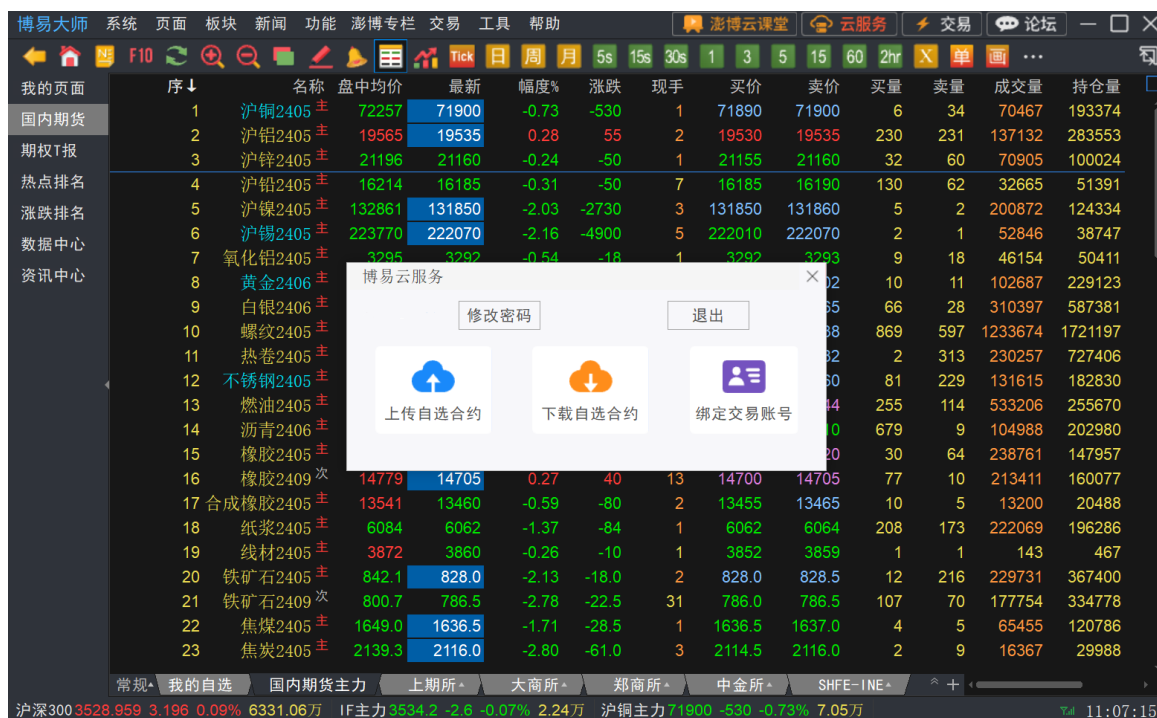 博易大师 系统 页面 板块 新闻 功能 澎博专栏 交易 工具 帮助 澎博云课堂 云服务 交易 论坛
F10 Tick 日 周 月 5s 15s 30s 1 3 5 15 60 2hr X 单 画 ...
我的页面
国内期货
期权T报
热点排名
涨跌排名
数据中心
资讯中心
序↓ 名称 盘中均价 最新 幅度% 涨跌 现手 买价 卖价 买量 卖量 成交量 持仓量
1 沪铜2405 主 72257 71900 -0.73 -530 1 71890 71900 6 34 70467 193374
2 沪铝2405 主 19565 19535 0.28 55 2 19530 19535 230 231 137132 283553
3 沪锌2405 主 21196 21160 -0.24 -50 1 21155 21160 32 60 70905 100024
4 沪铅2405 主 16214 16185 -0.31 -50 7 16185 16190 130 62 32665 51391
5 沪镍2405 主 132861 131850 -2.03 -2730 3 131850 131860 5 2 200872 124334
6 沪锡2405 主 223770 222070 -2.16 -4900 5 222010 222070 2 1 52846 38747
7 氧化铝2405 主 3295 3292 -0.54 -18 1 3292 3293 9 18 46154 50411
8 黄金2406 主 02 10 11 102687 229123
9 白银2406 主 65 66 28 310397 587381
10 螺纹2405 主 38 869 597 1233674 1721197
11 热卷2405 主 32 2 313 230257 727406
12 不锈钢2405 主 60 81 229 131615 182830
13 燃油2405 主 44 255 114 533206 255670
14 沥青2406 主 0 679 9 104988 202980
15 橡胶2405 主 20 30 64 238761 147957
16 橡胶2409 次 14779 14705 0.27 40 13 14700 14705 77 10 213411 160077
17 合成橡胶2405 主 13541 13460 -0.59 -80 2 13455 13465 10 5 13200 20488
18 纸浆2405 主 6084 6062 -1.37 -84 1 6062 6064 208 173 222069 196286
19 线材2405 主 3872 3860 -0.26 -10 1 3852 3859 1 1 143 467
20 铁矿石2405 主 842.1 828.0 -2.13 -18.0 2 828.0 828.5 12 216 229731 367400
21 铁矿石2409 次 800.7 786.5 -2.78 -22.5 31 786.0 786.5 107 70 177754 334778
22 焦煤2405 主 1649.0 1636.5 -1.71 -28.5 1 1636.5 1637.0 4 5 65455 120786
23 焦炭2405 主 2139.3 2116.0 -2.80 -61.0 3 2114.5 2116.0 2 9 16367 29988
博易云服务
修改密码 退出
上传自选合约 下载自选合约 绑定交易账号
常规 我的自选 国内期货主力 上期所 大商所 郑商所 中金所 SHFE-INE
沪深300 3528.959 3.196 0.09% 6331.06万 IF主力 3534.2 -2.6 -0.07% 2.24万 沪铜主力 71900 -530 -0.73% 7.05万 11:07:15